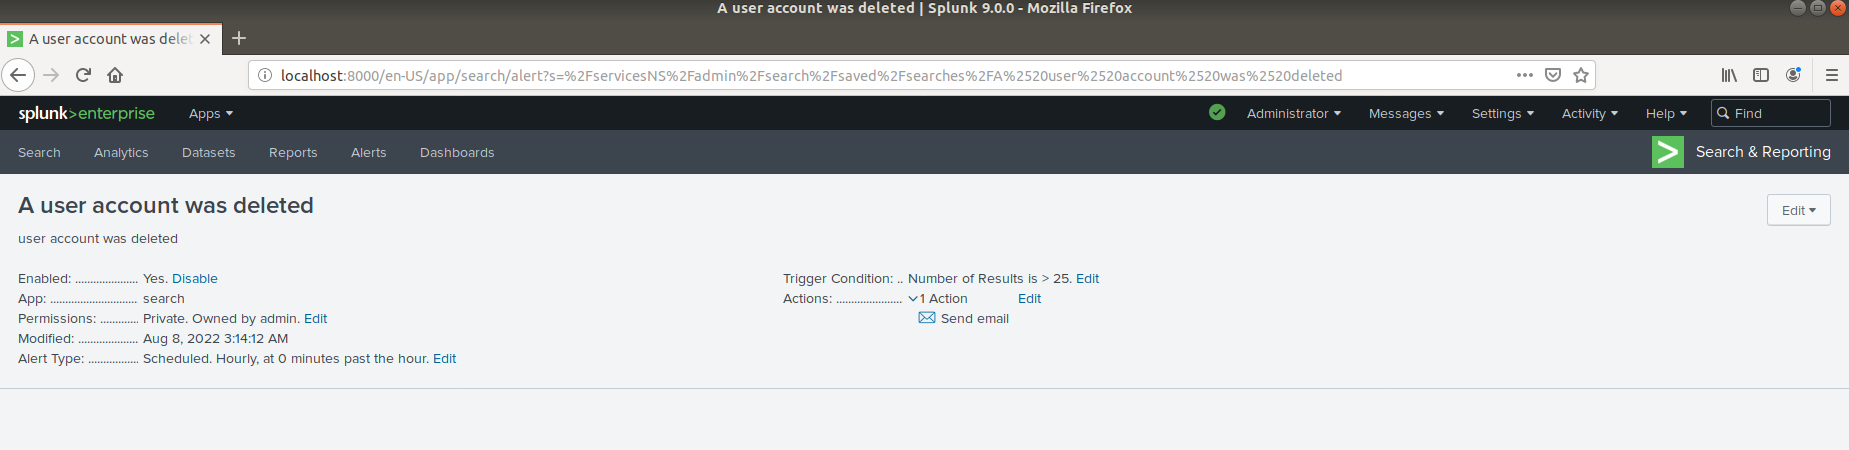 A user account was deleted | Splunk 9.0.0 - Mozilla Firefox
A user account was delet
localhost:8000/en-US/app/search/alert?s=%2FservicesNS%2Fadmin%2Fsearch%2Fsaved%2Fsearches%2FA%2520user%2520account%2520was%2520deleted
splunk>enterprise Apps Administrator Messages Settings Activity Help Find
Search Analytics Datasets Reports Alerts Dashboards Search & Reporting
A user account was deleted
Edit
user account was deleted
Enabled: ..................... Yes. Disable
App: ............................. search
Permissions: ............. Private. Owned by admin. Edit
Modified: .................... Aug 8, 2022 3:14:12 AM
Alert Type: ................. Scheduled. Hourly, at 0 minutes past the hour. Edit
Trigger Condition: .. Number of Results is > 25. Edit
Actions: ...................... 1 Action Edit
Send email